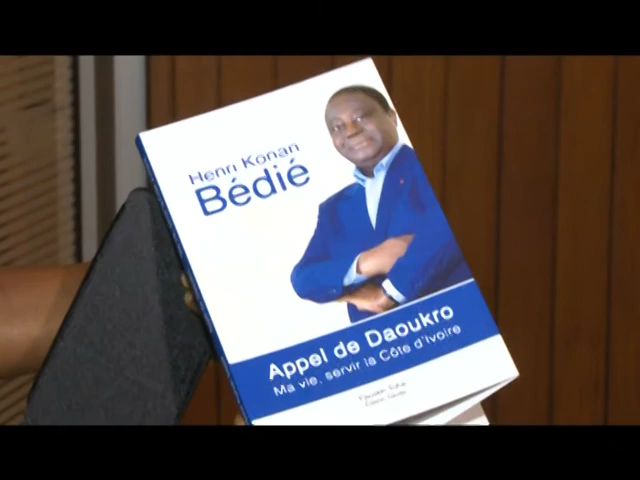 Henri Konan
Bédié
Appel de Daoukro
Ma vie, servir la Côte d'Ivoire